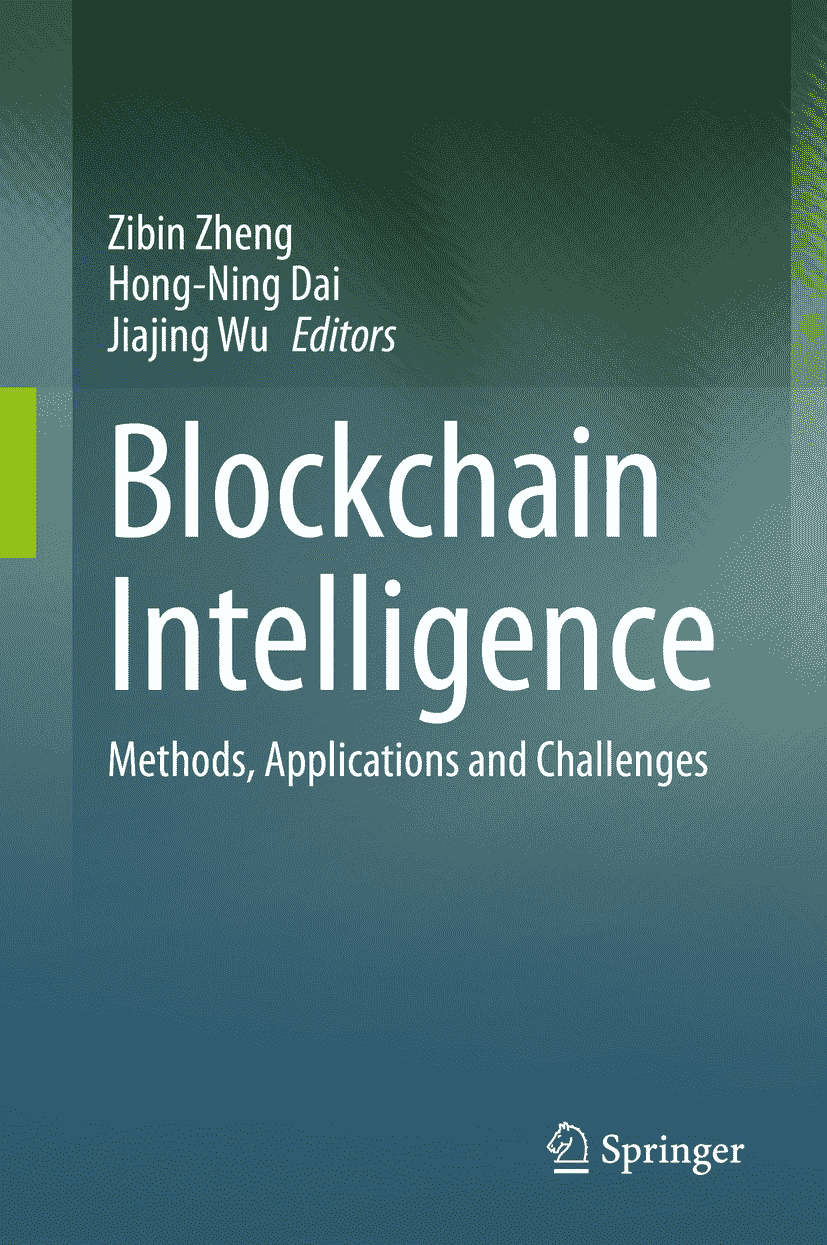 Zibin Zheng
Hong-Ning Dai
Jiajing Wu Editors
Blockchain
Intelligence
Methods, Applications and Challenges
Springer